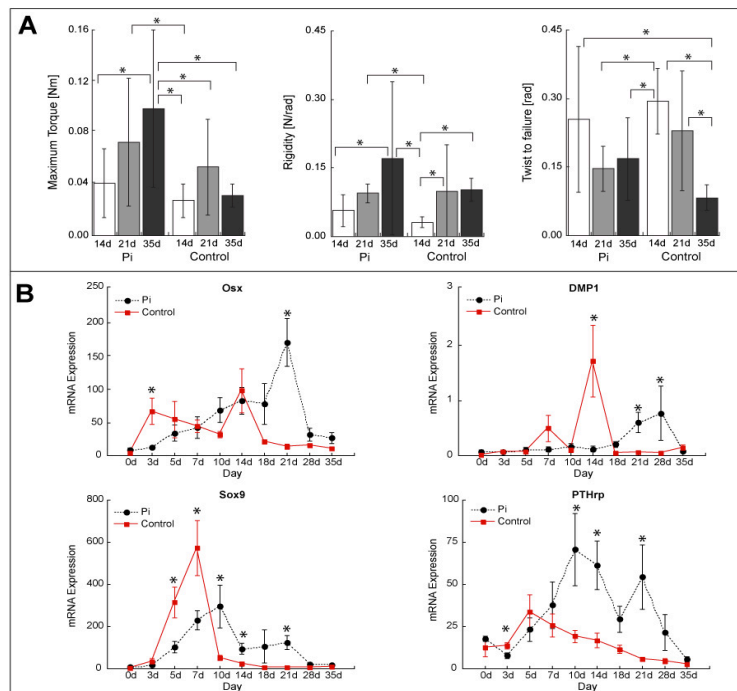 A
Maximum Torque [Nm]
0.16
0.12
0.08
0.04
0.00
* * * * * *
14d 21d 35d 14d 21d 35d
Pi Control
Rigidity [N/rad]
0.45
0.30
0.15
0.00
* * * * *
14d 21d 35d 14d 21d 35d
Pi Control
Twist to failure [rad]
0.45
0.30
0.15
0.00
* * * * *
14d 21d 35d 14d 21d 35d
Pi Control
B
Osx
Pi
Control
mRNA Expression
250
200
150
100
50
0
* *
0d 3d 5d 7d 10d 14d 18d 21d 28d 35d
Day
DMP1
Pi
Control
mRNA Expression
3
2
1
0
* * *
0d 3d 5d 7d 10d 14d 18d 21d 28d 35d
Day
Sox9
Pi
Control
mRNA Expression
800
600
400
200
0
* * * * *
0d 3d 5d 7d 10d 14d 18d 21d 28d 35d
Day
PTHrp
Pi
Control
mRNA Expression
100
75
50
25
0
* * * *
0d 3d 5d 7d 10d 14d 18d 21d 28d 35d
Day